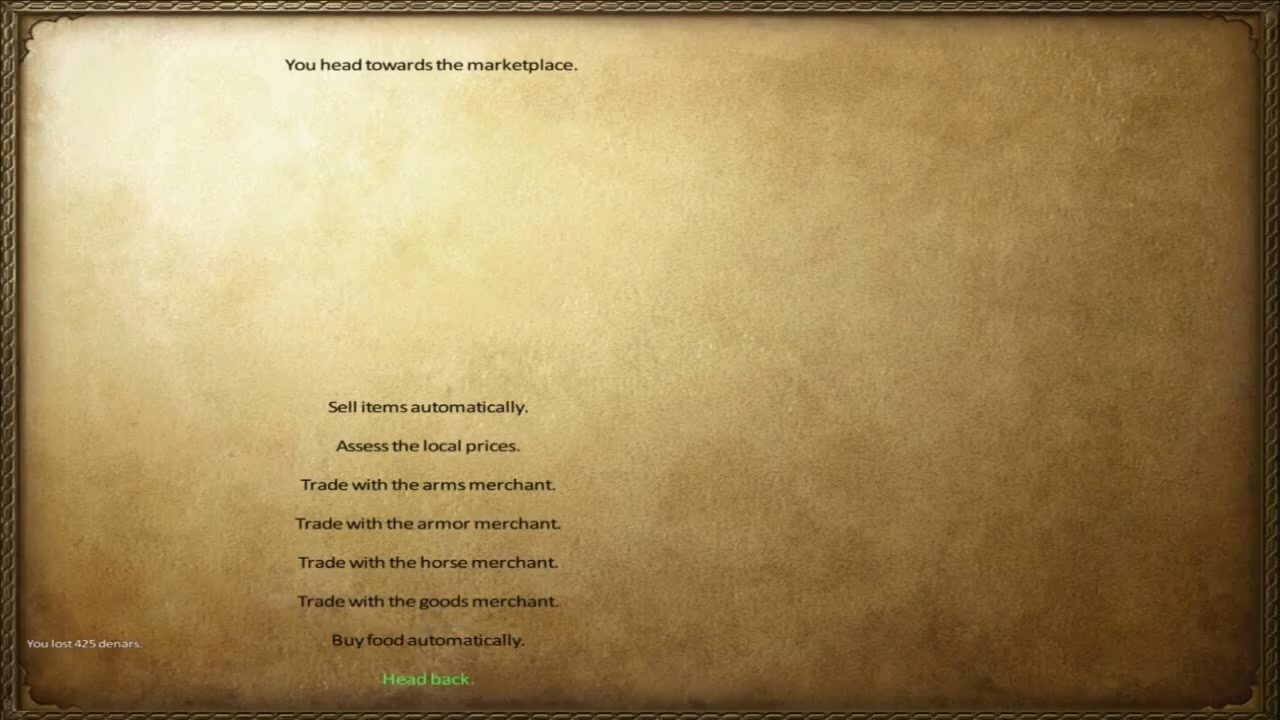 You head towards the marketplace.
Sell items automatically.
Assess the local prices.
Trade with the arms merchant.
Trade with the armor merchant.
Trade with the horse merchant.
Trade with the goods merchant.
Buy food automatically.
You lost 425 denars.
Head back.